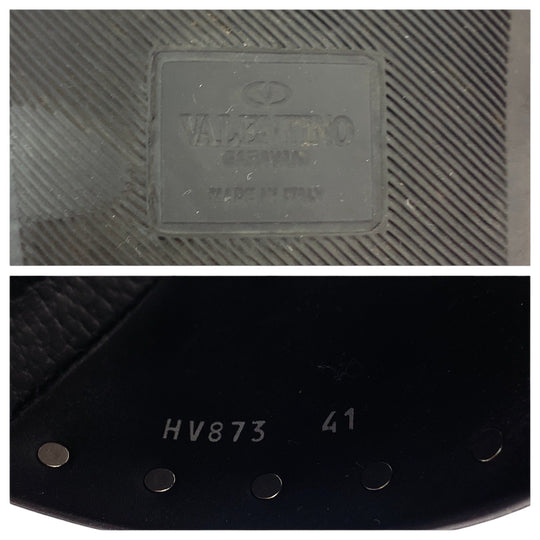 VALENTINO
GARAVANI
MADE IN ITALY
HV873 41